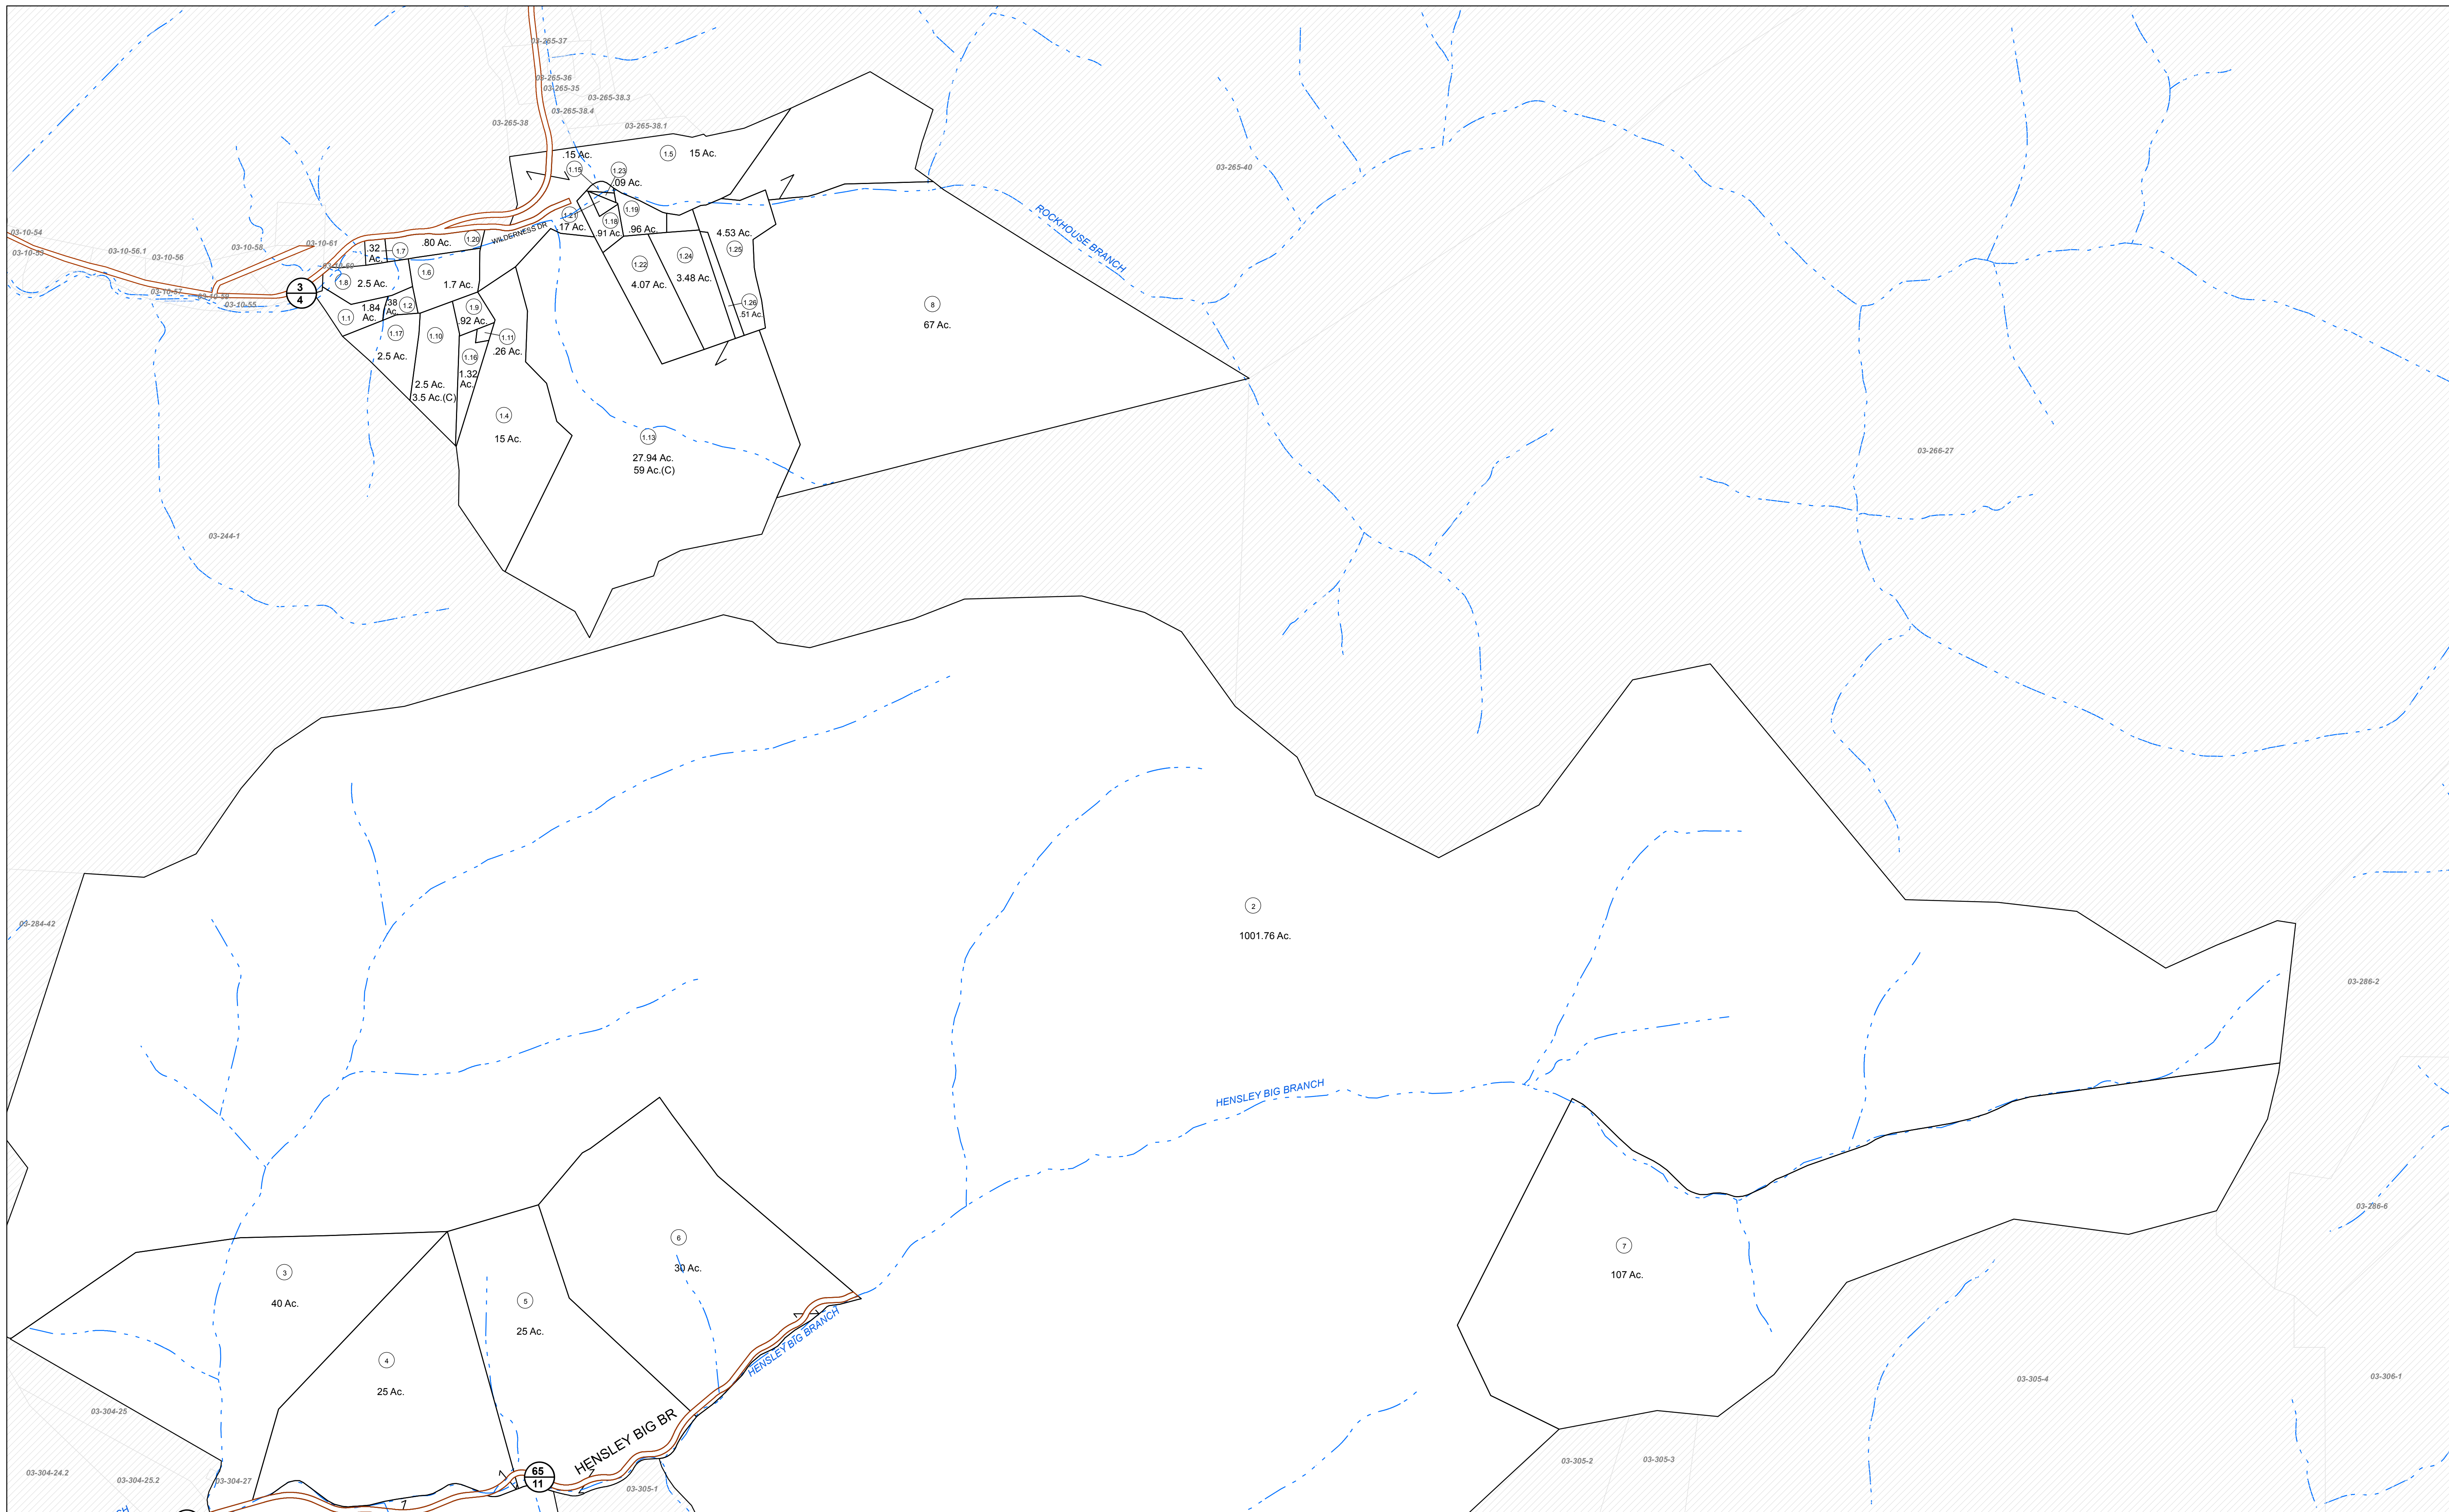 03-265-37
03-265-36
03-265-35
03-265-38.3
03-265-38.4
03-265-38
03-265-38.1
.15 Ac.
1.5
15 Ac.
1.15
1.23
.09 Ac.
03-265-40
1.21
.17 Ac.
1.18
.91 Ac.
1.19
.96 Ac.
4.53 Ac.
1.25
ROCKHOUSE BRANCH
WILDERNESS DR
03-10-54
03-10-53
03-10-56.1
03-10-56
03-10-58
03-10-61
03-10-60
03-10-57
03-10-59
03-10-55
3
4
.32
Ac.
1.7
.80 Ac.
1.20
1.8
2.5 Ac.
1.6
1.7 Ac.
1.22
4.07 Ac.
1.24
3.48 Ac.
1.26
.51 Ac.
8
67 Ac.
1.1
1.84
Ac.
.38
Ac.
1.2
1.9
.92 Ac.
1.17
2.5 Ac.
1.10
2.5 Ac.
3.5 Ac.(C)
1.11
.26 Ac.
1.16
1.32
Ac.
1.4
15 Ac.
1.13
27.94 Ac.
59 Ac.(C)
03-266-27
03-244-1
03-284-42
2
1001.76 Ac.
03-286-2
HENSLEY BIG BRANCH
03-286-6
3
40 Ac.
6
30 Ac.
7
107 Ac.
5
25 Ac.
4
25 Ac.
HENSLEY BIG BRANCH
03-305-4
03-306-1
03-304-25
HENSLEY BIG BR
65
11
03-304-24.2
03-304-25.2
03-304-27
03-305-1
03-305-2
03-305-3